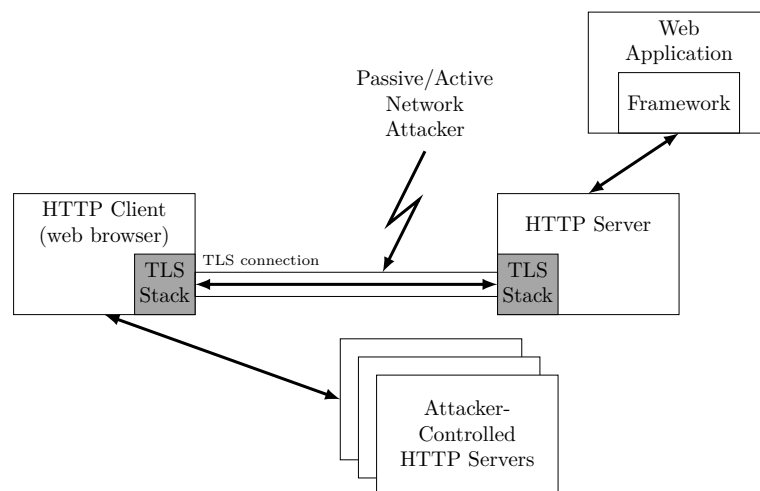 Web
Application
Framework
Passive/Active
Network
Attacker
HTTP Client
(web browser)
TLS
Stack
TLS connection
HTTP Server
TLS
Stack
Attacker-
Controlled
HTTP Servers